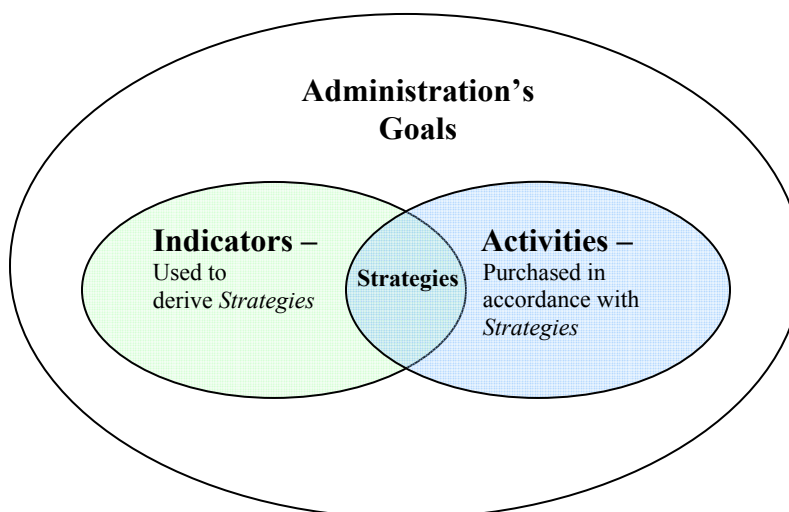 Administration's
Goals
Indicators –
Used to
derive Strategies
Strategies
Activities –
Purchased in
accordance with
Strategies